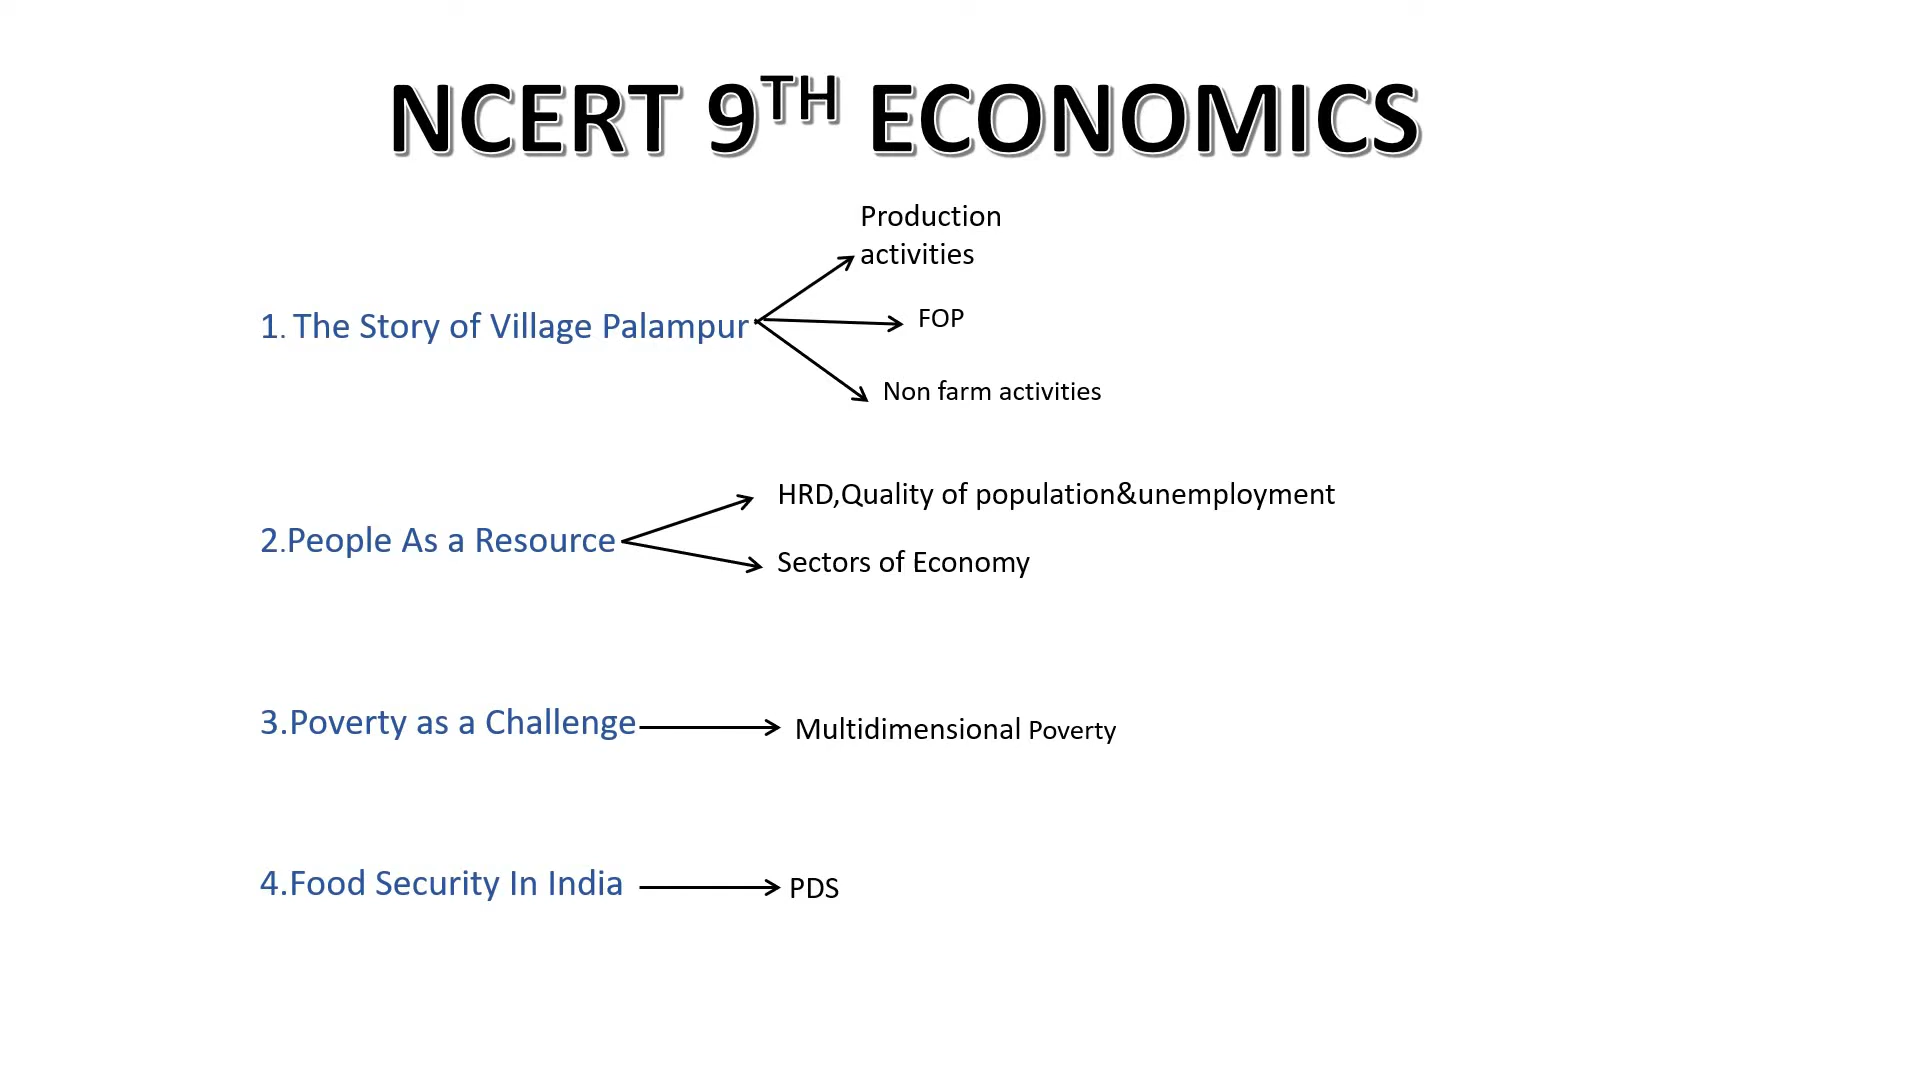 NCERT 9TH ECONOMICS
Production
activities
1. The Story of Village Palampur
FOP
Non farm activities
HRD,Quality of population&unemployment
2.People As a Resource
Sectors of Economy
3.Poverty as a Challenge
Multidimensional Poverty
4.Food Security In India
PDS